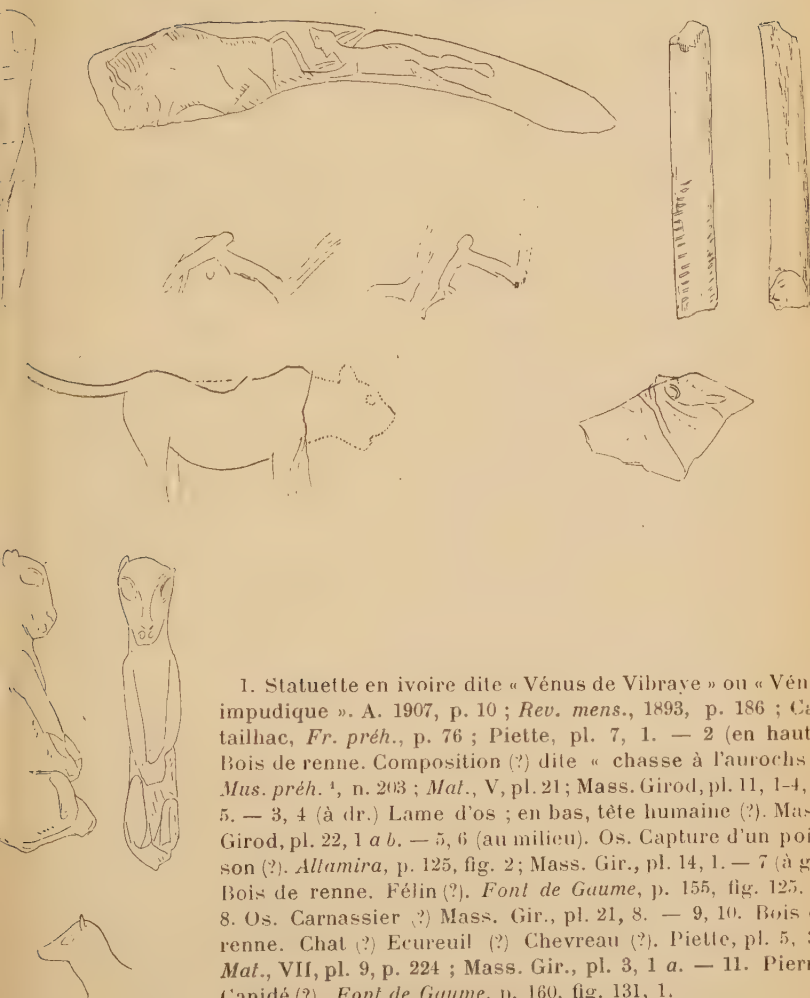 1. Statuette en ivoire dite « Vénus de Vibraye » ou « Vén
impudique ». A. 1907, p. 10 ; Rev. mens., 1893, p. 186 ; Ca
tailhac, Fr. préh., p. 76 ; Piette, pl. 7, 1. — 2 (en haut
Bois de renne. Composition (?) dite « chasse à l'aurochs
Mus. préh. ¹, n. 203 ; Mat., V, pl. 21 ; Mass. Girod, pl. 11, 1-4,
5. — 3, 4 (à dr.) Lame d'os ; en bas, tête humaine (?). Mas
Girod, pl. 22, 1 a b. — 5, 6 (au milieu). Os. Capture d'un poi
son (?). Altamira, p. 125, fig. 2 ; Mass. Gir., pl. 14, 1. — 7 (à g
Bois de renne. Félin (?). Font de Gaume, p. 155, fig. 125.
8. Os. Carnassier (?) Mass. Gir., pl. 21, 8. — 9, 10. Bois
renne. Chat (?) Ecureuil (?) Chevreau (?). Piette, pl. 5, 3
Mat., VII, pl. 9, p. 224 ; Mass. Gir., pl. 3, 1 a. — 11. Pierr
Canidé (?). Font de Gaume, p. 160, fig. 131, 1.